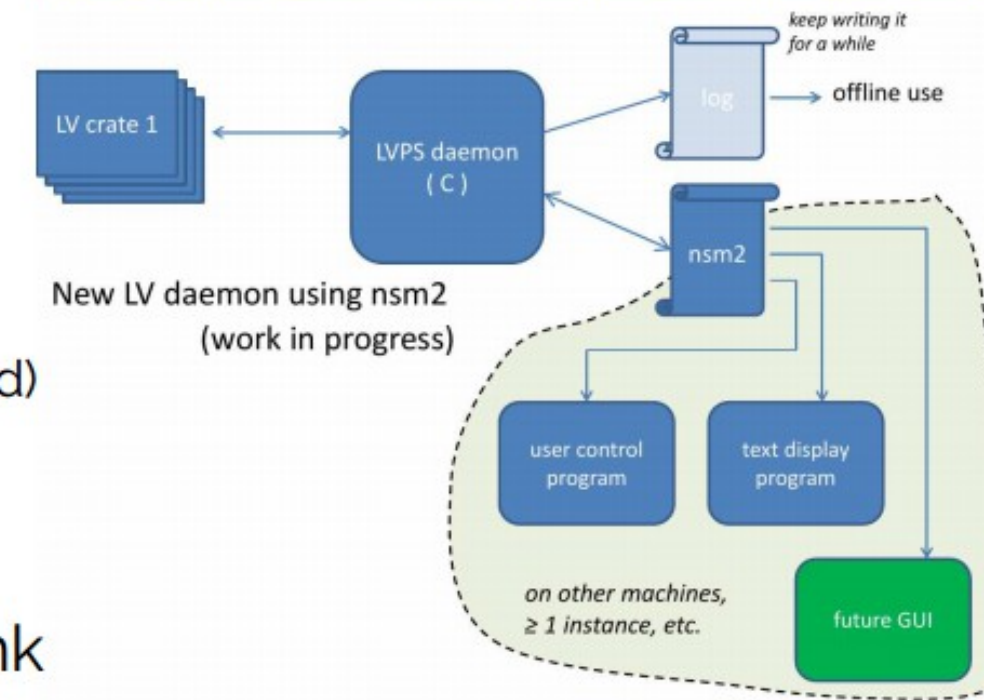 keep writing it
for a while
LV crate 1
LVPS daemon
( C )
log
offline use
nsm2
New LV daemon using nsm2
(work in progress)
d)
user control
program
text display
program
on other machines,
≥ 1 instance, etc.
future GUI
nk